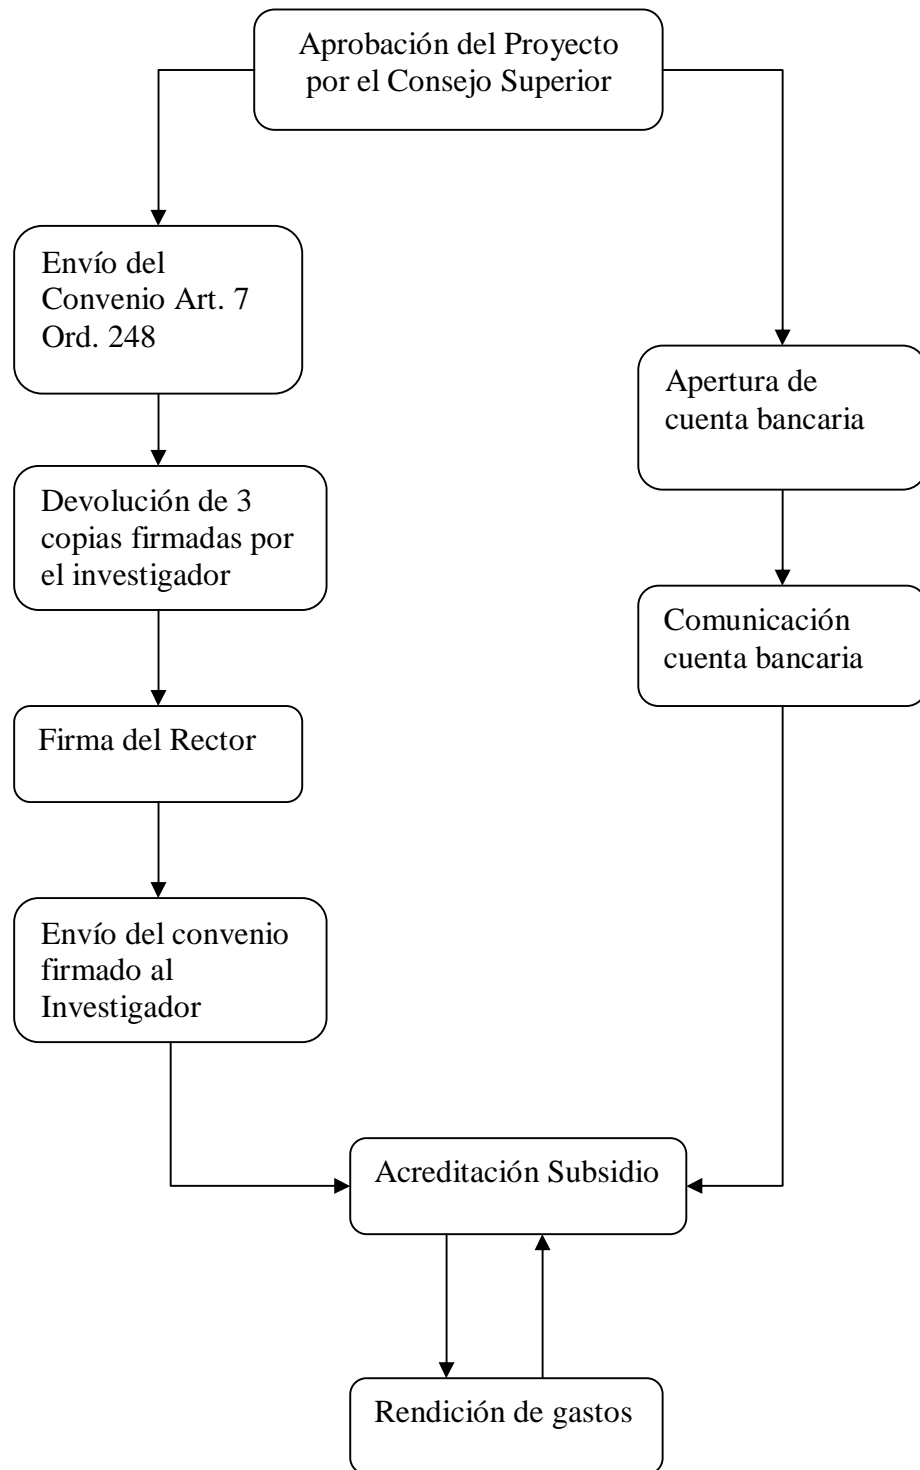 Aprobación del Proyecto
por el Consejo Superior
Envío del
Convenio Art. 7
Ord. 248
Apertura de
cuenta bancaria
Devolución de 3
copias firmadas por
el investigador
Comunicación
cuenta bancaria
Firma del Rector
Envío del convenio
firmado al
Investigador
Acreditación Subsidio
Rendición de gastos